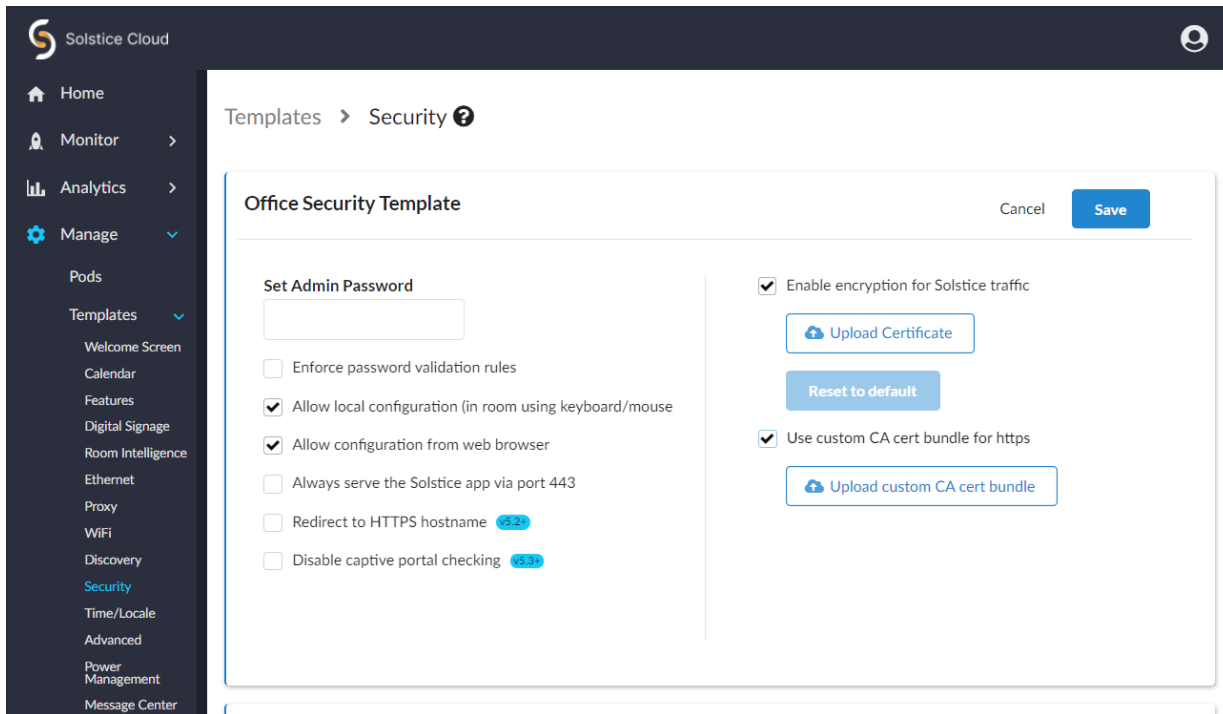 Solstice Cloud
Home
Monitor
Analytics
Manage
Pods
Templates
Welcome Screen
Calendar
Features
Digital Signage
Room Intelligence
Ethernet
Proxy
WiFi
Discovery
Security
Time/Locale
Advanced
Power
Management
Message Center
Templates > Security ?
Office Security Template
Cancel
Save
Set Admin Password
Enforce password validation rules
Allow local configuration (in room using keyboard/mouse
Allow configuration from web browser
Always serve the Solstice app via port 443
Redirect to HTTPS hostname v5.2+
Disable captive portal checking v5.3+
Enable encryption for Solstice traffic
Upload Certificate
Reset to default
Use custom CA cert bundle for https
Upload custom CA cert bundle